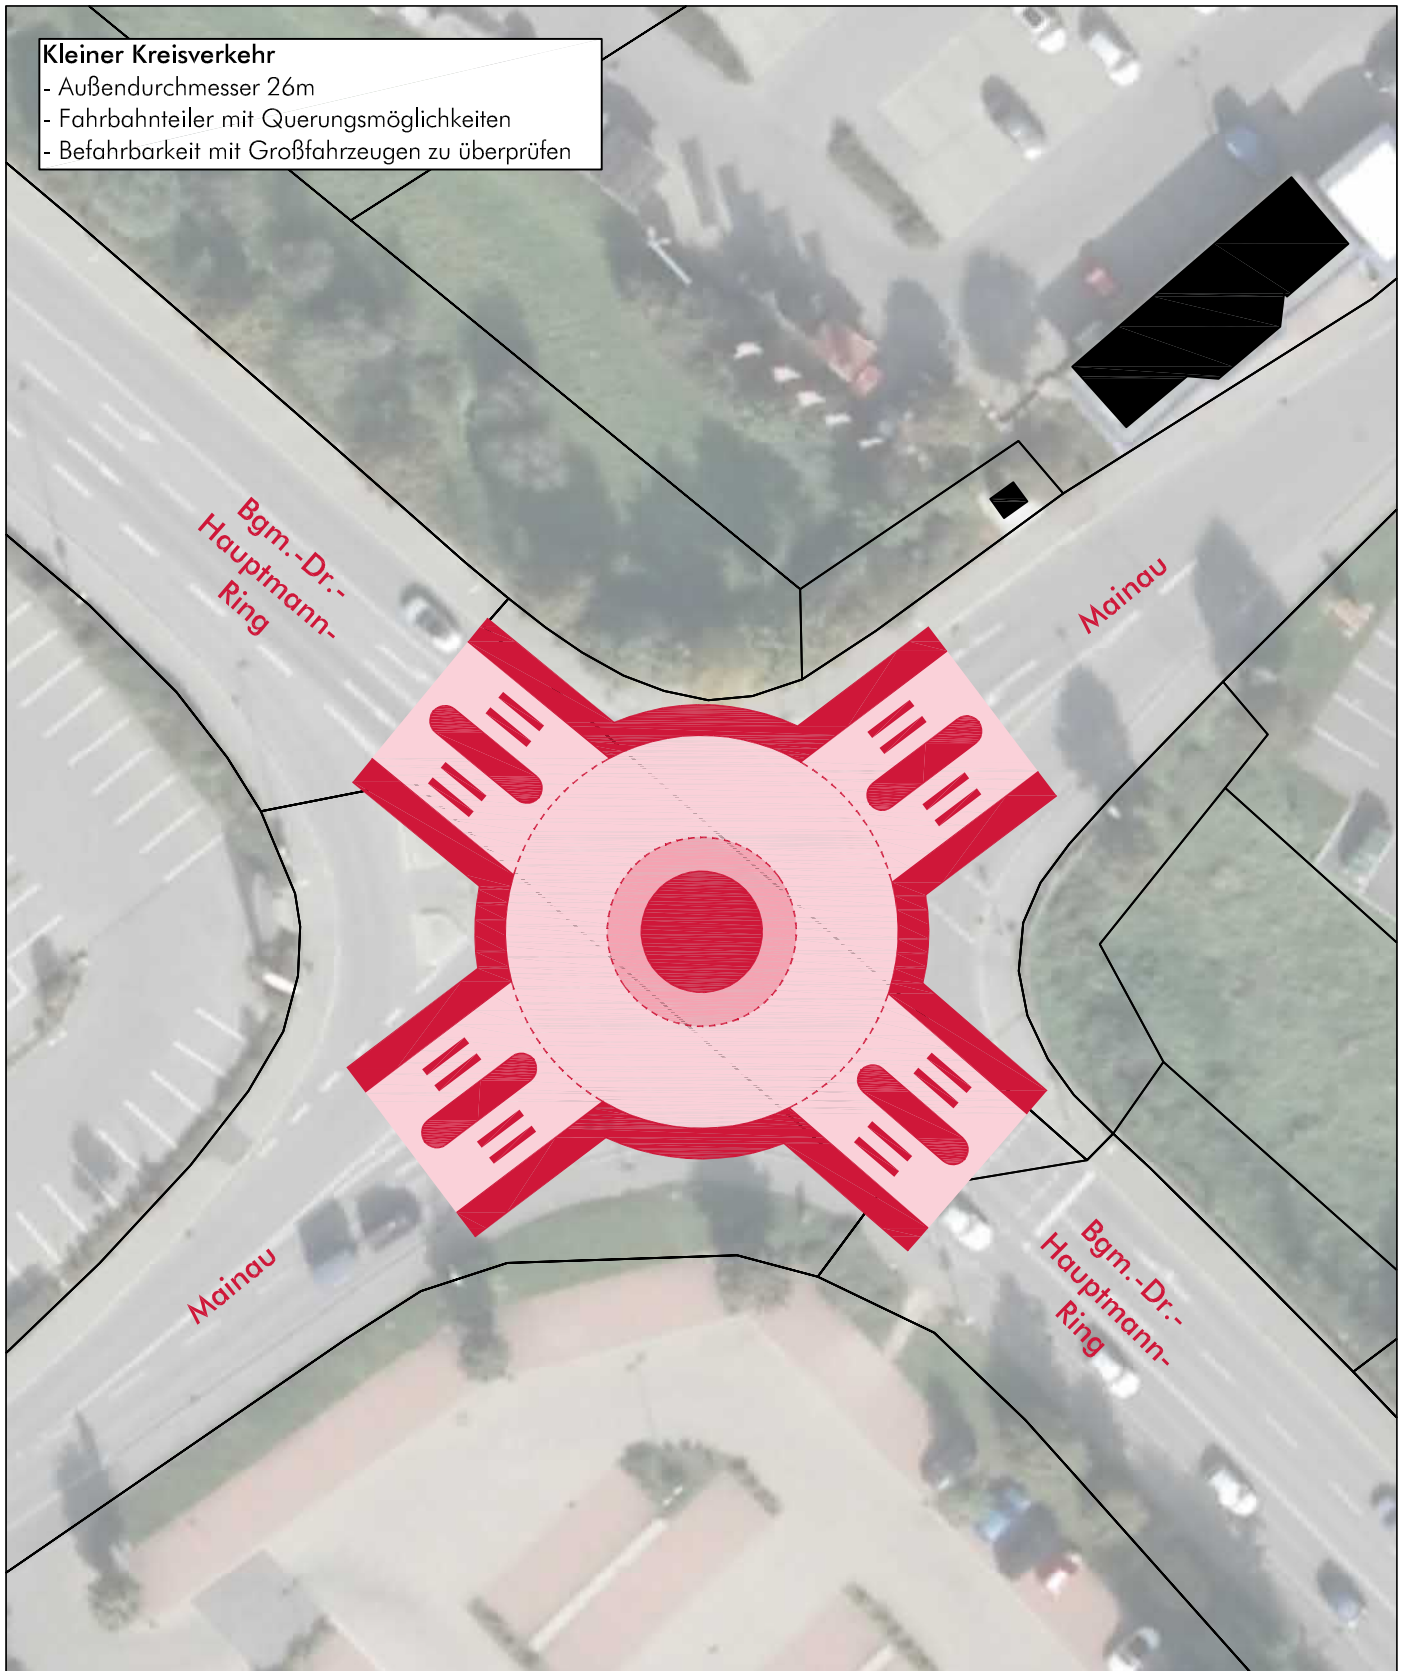 Kleiner Kreisverkehr
- Außendurchmesser 26m
- Fahrbahnteiler mit Querungsmöglichkeiten
- Befahrbarkeit mit Großfahrzeugen zu überprüfen
Bgm.-Dr.-
Hauptmann-
Ring
Mainau
Mainau
Bgm.-Dr.-
Hauptmann-
Ring